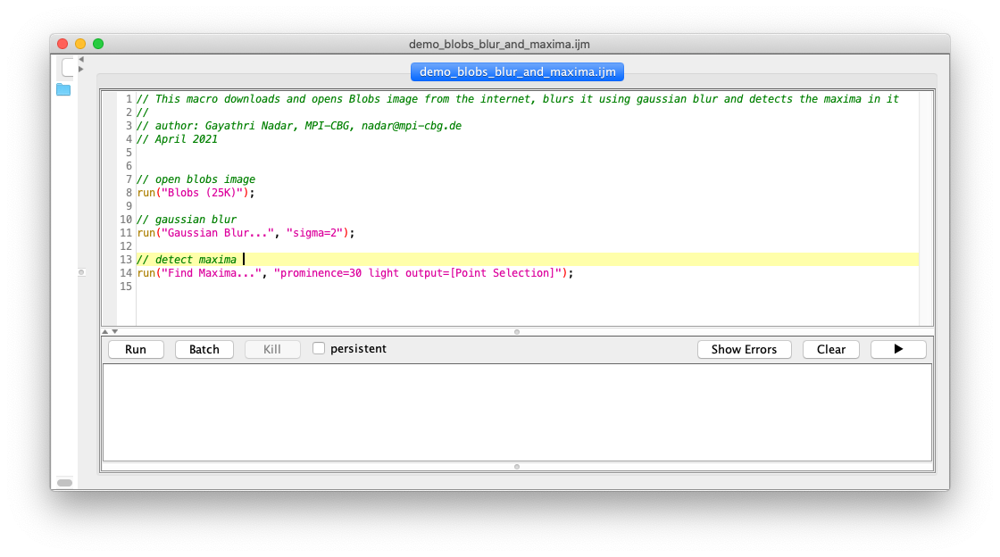 demo_blobs_blur_and_maxima.ijm
demo_blobs_blur_and_maxima.ijm
1 // This macro downloads and opens Blobs image from the internet, blurs it using gaussian blur and detects the maxima in it
2 //
3 // author: Gayathri Nadar, MPI-CBG, nadar@mpi-cbg.de
4 // April 2021
5
6
7 // open blobs image
8 run("Blobs (25K)");
9
10 // gaussian blur
11 run("Gaussian Blur...", "sigma=2");
12
13 // detect maxima
14 run("Find Maxima...", "prominence=30 light output=[Point Selection]");
15
Run Batch Kill persistent Show Errors Clear